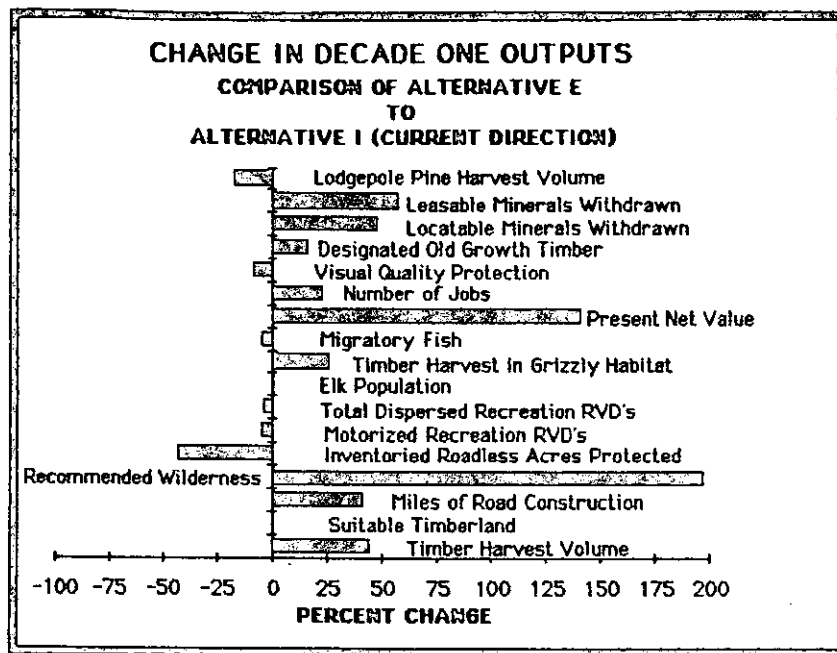 CHANGE IN DECADE ONE OUTPUTS
COMPARISON OF ALTERNATIVE E
TO
ALTERNATIVE I (CURRENT DIRECTION)
Lodgepole Pine Harvest Volume
Leasable Minerals Withdrawn
Locatable Minerals Withdrawn
Designated Old Growth Timber
Visual Quality Protection
Number of Jobs
Present Net Value
Migratory Fish
Timber Harvest in Grizzly Habitat
Elk Population
Total Dispersed Recreation RVD's
Motorized Recreation RVD's
Inventoried Roadless Acres Protected
Recommended Wilderness
Miles of Road Construction
Suitable Timberland
Timber Harvest Volume
-100 -75 -50 -25 0 25 50 75 100 125 150 175 200
PERCENT CHANGE